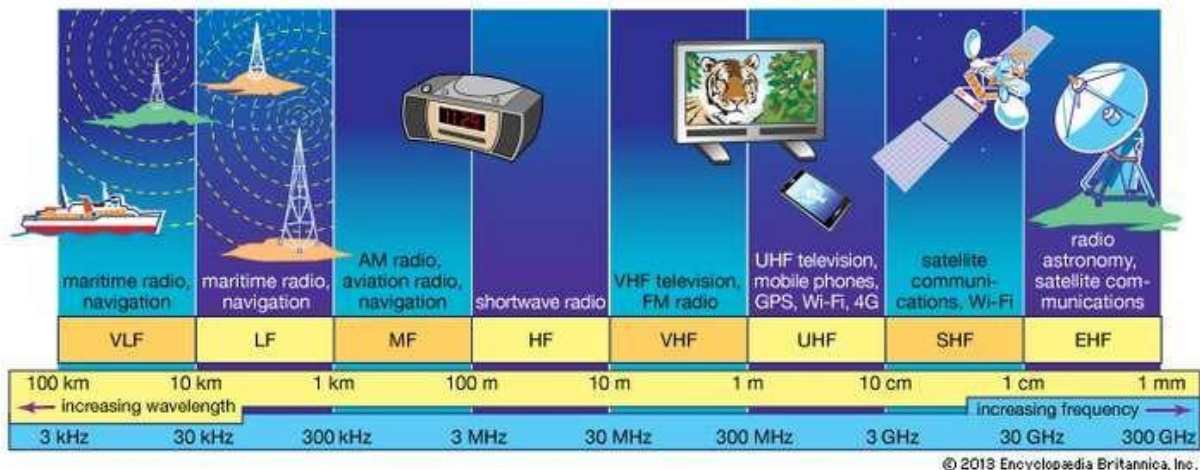 11:29
maritime radio,
navigation
maritime radio,
navigation
AM radio,
aviation radio,
navigation
shortwave radio
VHF television,
FM radio
UHF television,
mobile phones,
GPS, Wi-Fi, 4G
satellite
communi-
cations, Wi-Fi
radio
astronomy,
satellite com-
munications
VLF LF MF HF VHF UHF SHF EHF
100 km 10 km 1 km 100 m 10 m 1 m 10 cm 1 cm 1 mm
increasing wavelength increasing frequency
3 kHz 30 kHz 300 kHz 3 MHz 30 MHz 300 MHz 3 GHz 30 GHz 300 GHz
© 2013 Encyclopædia Britannica, Inc.